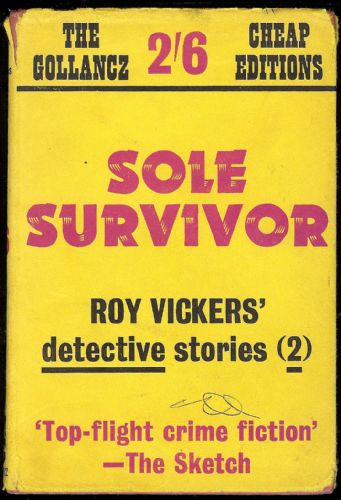 THE GOLLANCZ 2/6 CHEAP EDITIONS
SOLE
SURVIVOR
ROY VICKERS'
detective stories (2)
'Top-flight crime fiction'
—The Sketch